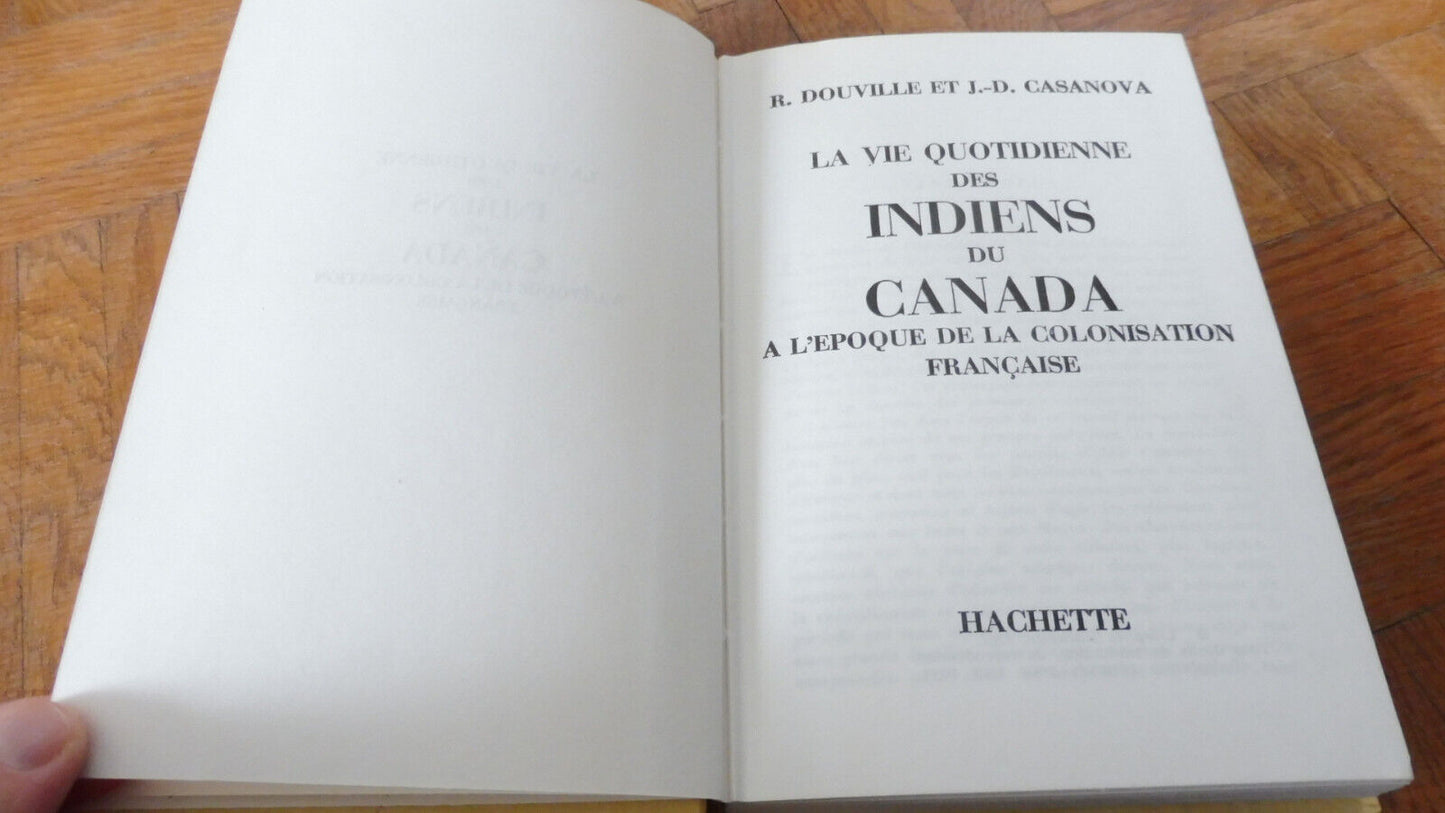 R. DOUVILLE ET J.-D. CASANOVA
LA VIE QUOTIDIENNE
DES
INDIENS
DU
CANADA
A L'EPOQUE DE LA COLONISATION
FRANÇAISE
HACHETTE